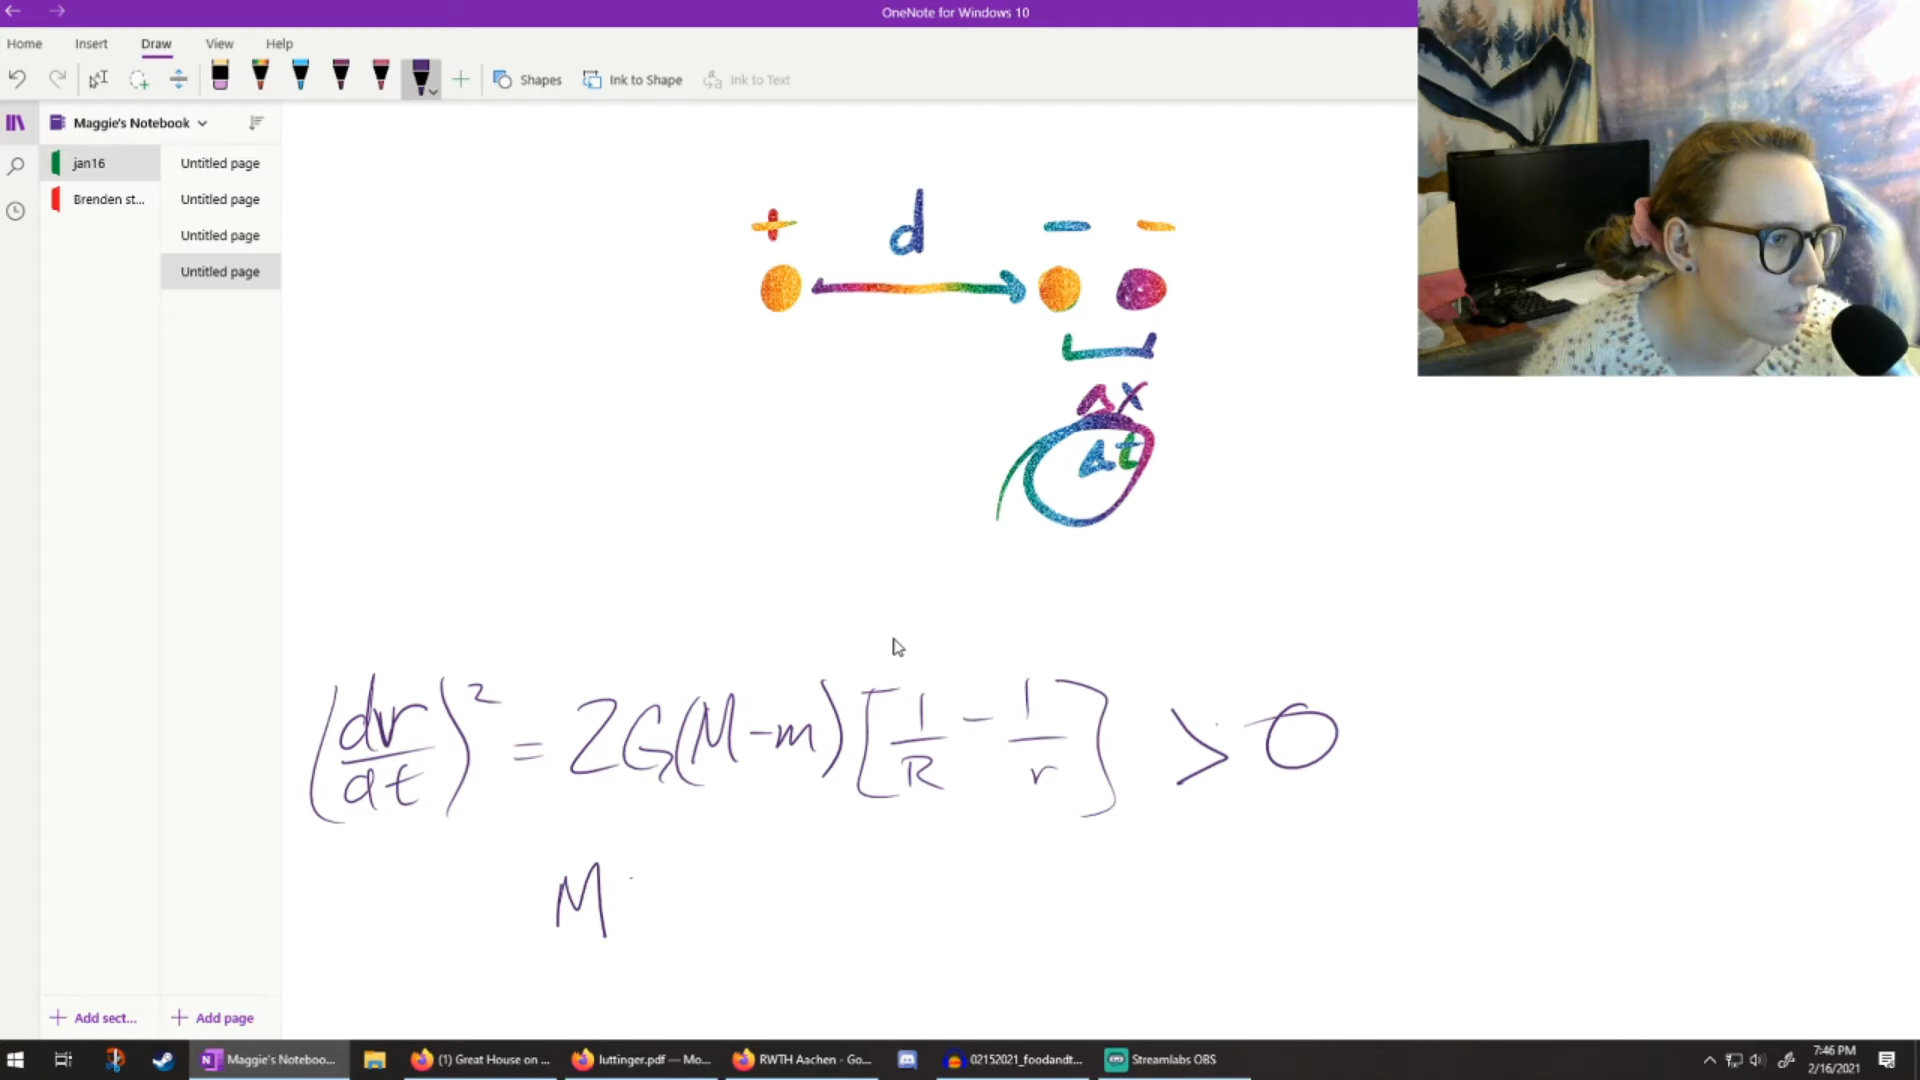 OneNote for Windows 10
Home Insert Draw View Help
Shapes Ink to Shape Ink to Text
Maggie's Notebook
jan16 Untitled page
Brenden st... Untitled page
Untitled page
Untitled page
+ d - -
Δx
Δt
(dr/dt)² = 2G(M-m)[1/R - 1/r] > 0
M
+ Add sect... + Add page
Maggie's Noteboo... (1) Great House on ... luttinger.pdf — Mo... RWTH Aachen - Go... 02152021_foodandt... Streamlabs OBS
7:46 PM
2/16/2021